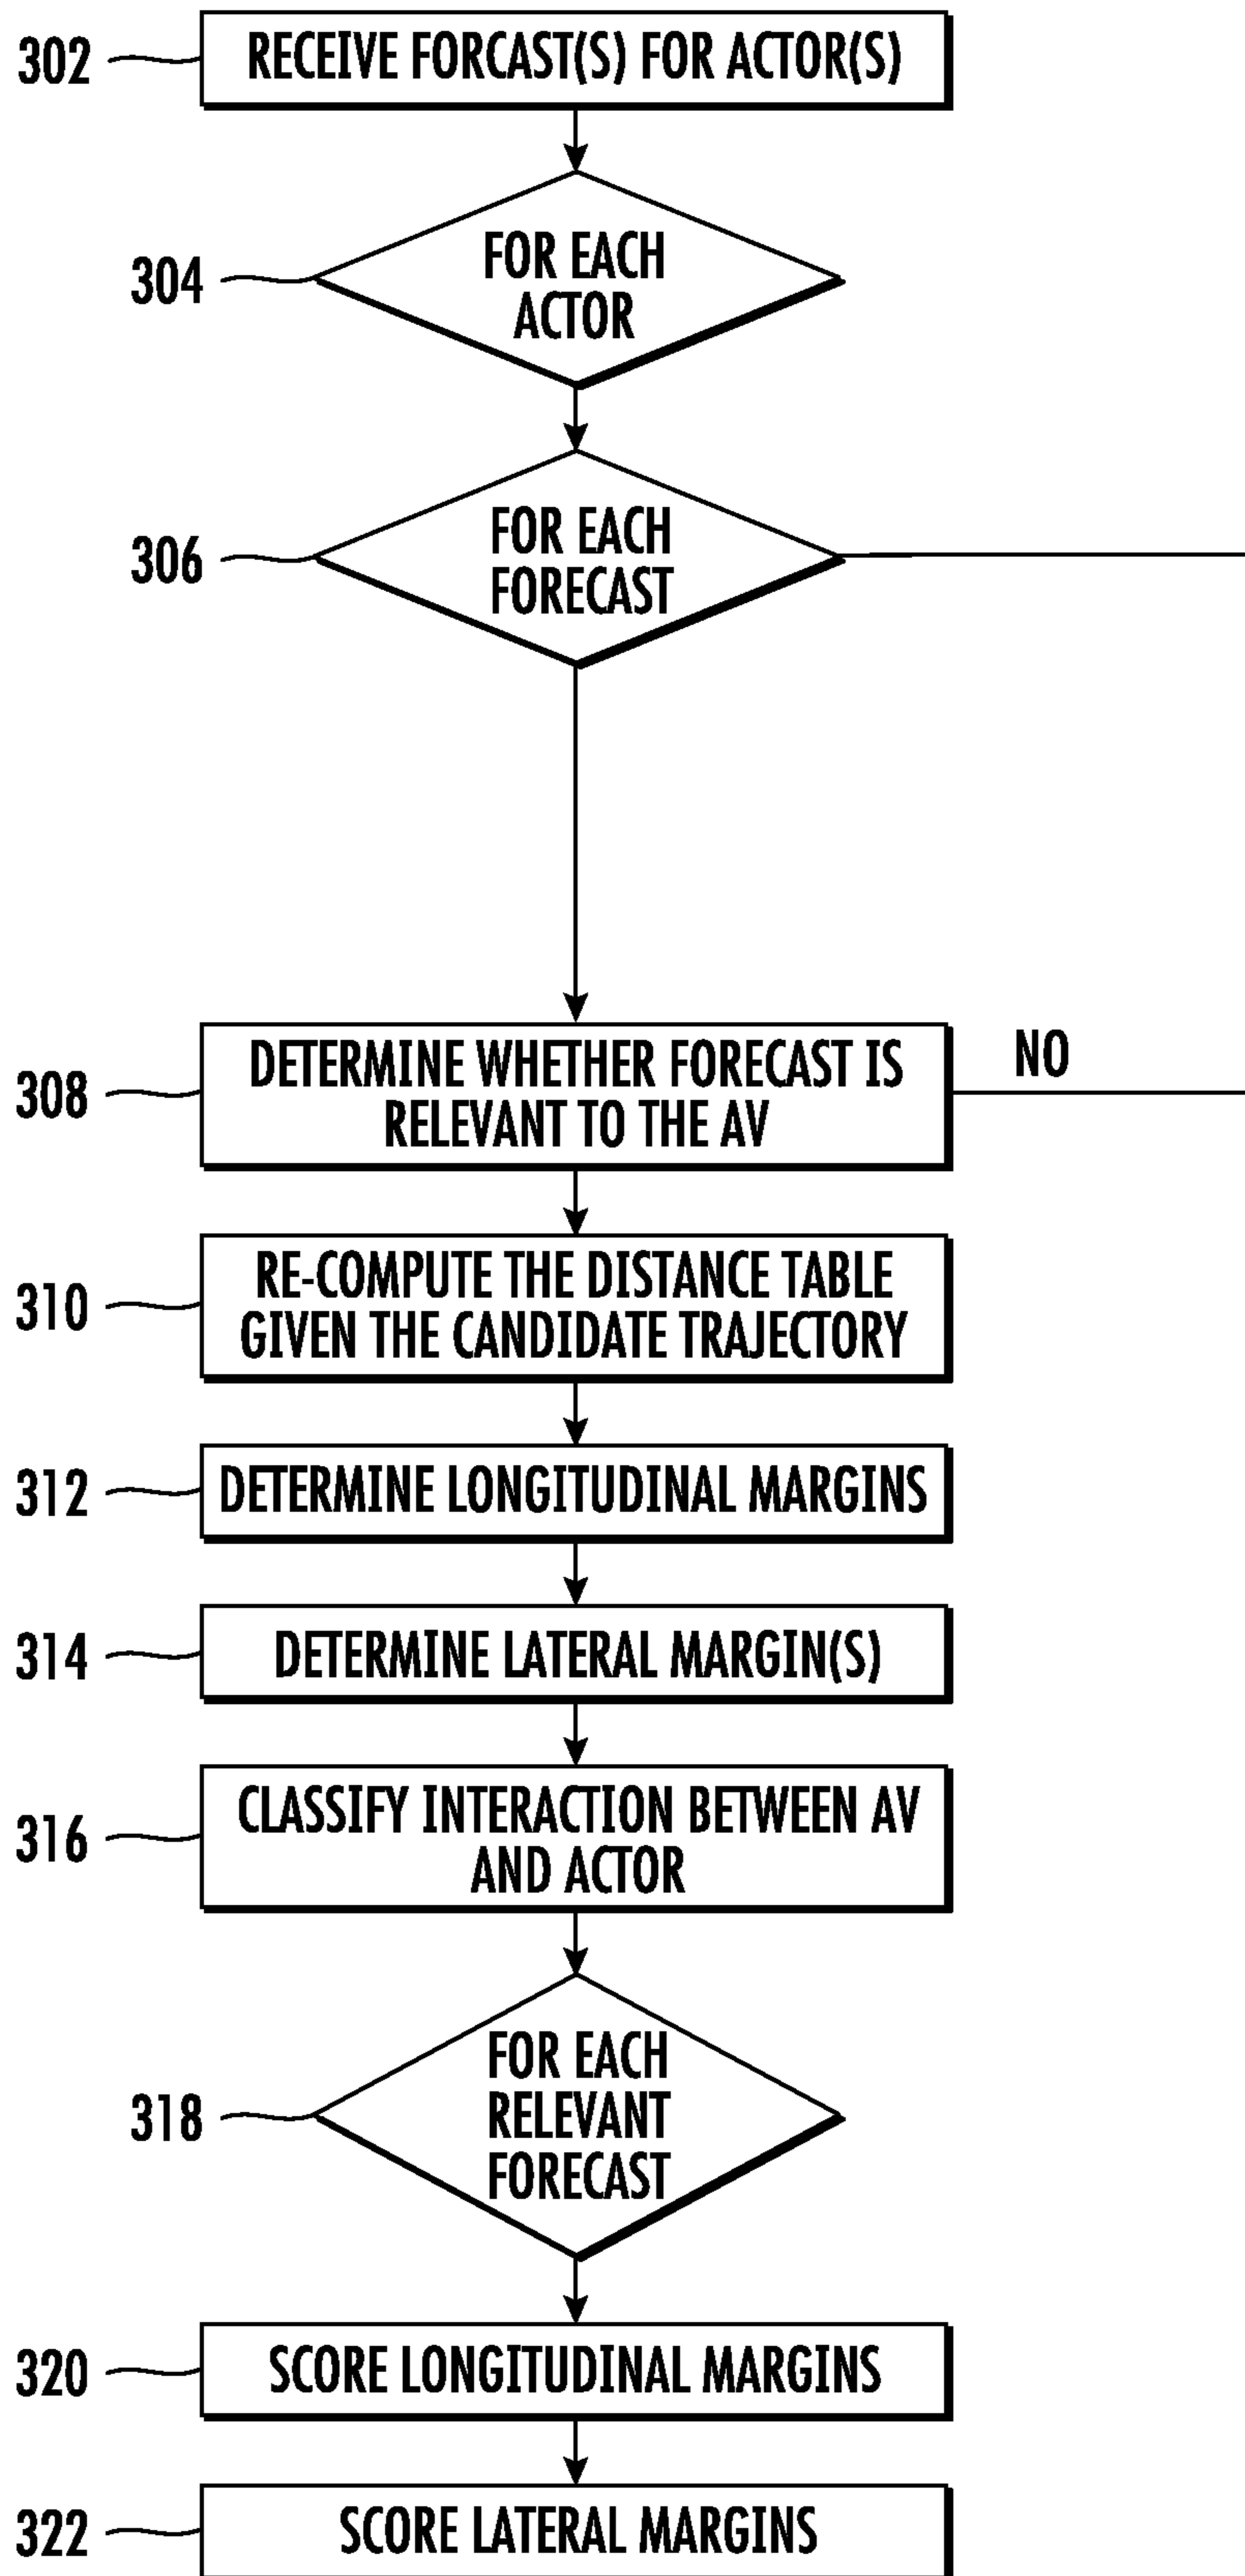 302
RECEIVE FORCAST(S) FOR ACTOR(S)
304
FOR EACH
ACTOR
306
FOR EACH
FORECAST
308
DETERMINE WHETHER FORECAST IS
RELEVANT TO THE AV
NO
310
RE-COMPUTE THE DISTANCE TABLE
GIVEN THE CANDIDATE TRAJECTORY
312
DETERMINE LONGITUDINAL MARGINS
314
DETERMINE LATERAL MARGIN(S)
316
CLASSIFY INTERACTION BETWEEN AV
AND ACTOR
318
FOR EACH
RELEVANT
FORECAST
320
SCORE LONGITUDINAL MARGINS
322
SCORE LATERAL MARGINS